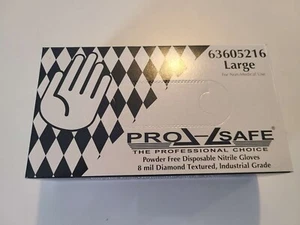 63605216
Large
PRO SAFE®
THE PROFESSIONAL CHOICE
Powder Free Disposable Nitrile Gloves
8 mil Diamond Textured, Industrial Grade